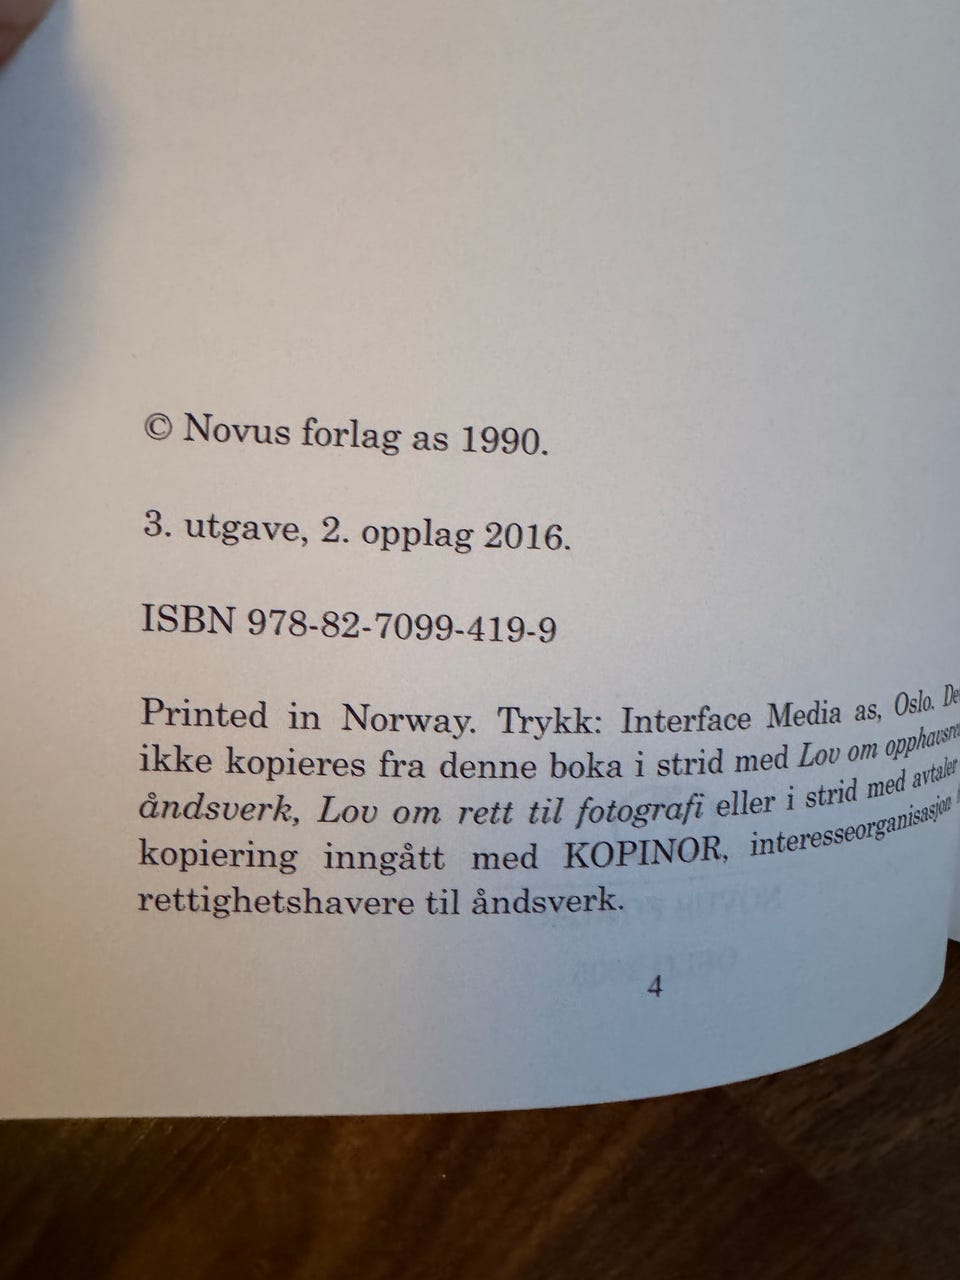 © Novus forlag as 1990.
3. utgave, 2. opplag 2016.
ISBN 978-82-7099-419-9
Printed in Norway. Trykk: Interface Media as, Oslo.
ikke kopieres fra denne boka i strid med Lov om
åndsverk, Lov om rett til fotografi eller i strid med
kopiering inngått med KOPINOR, interesseorganisasjon
rettighetshavere til åndsverk.
4